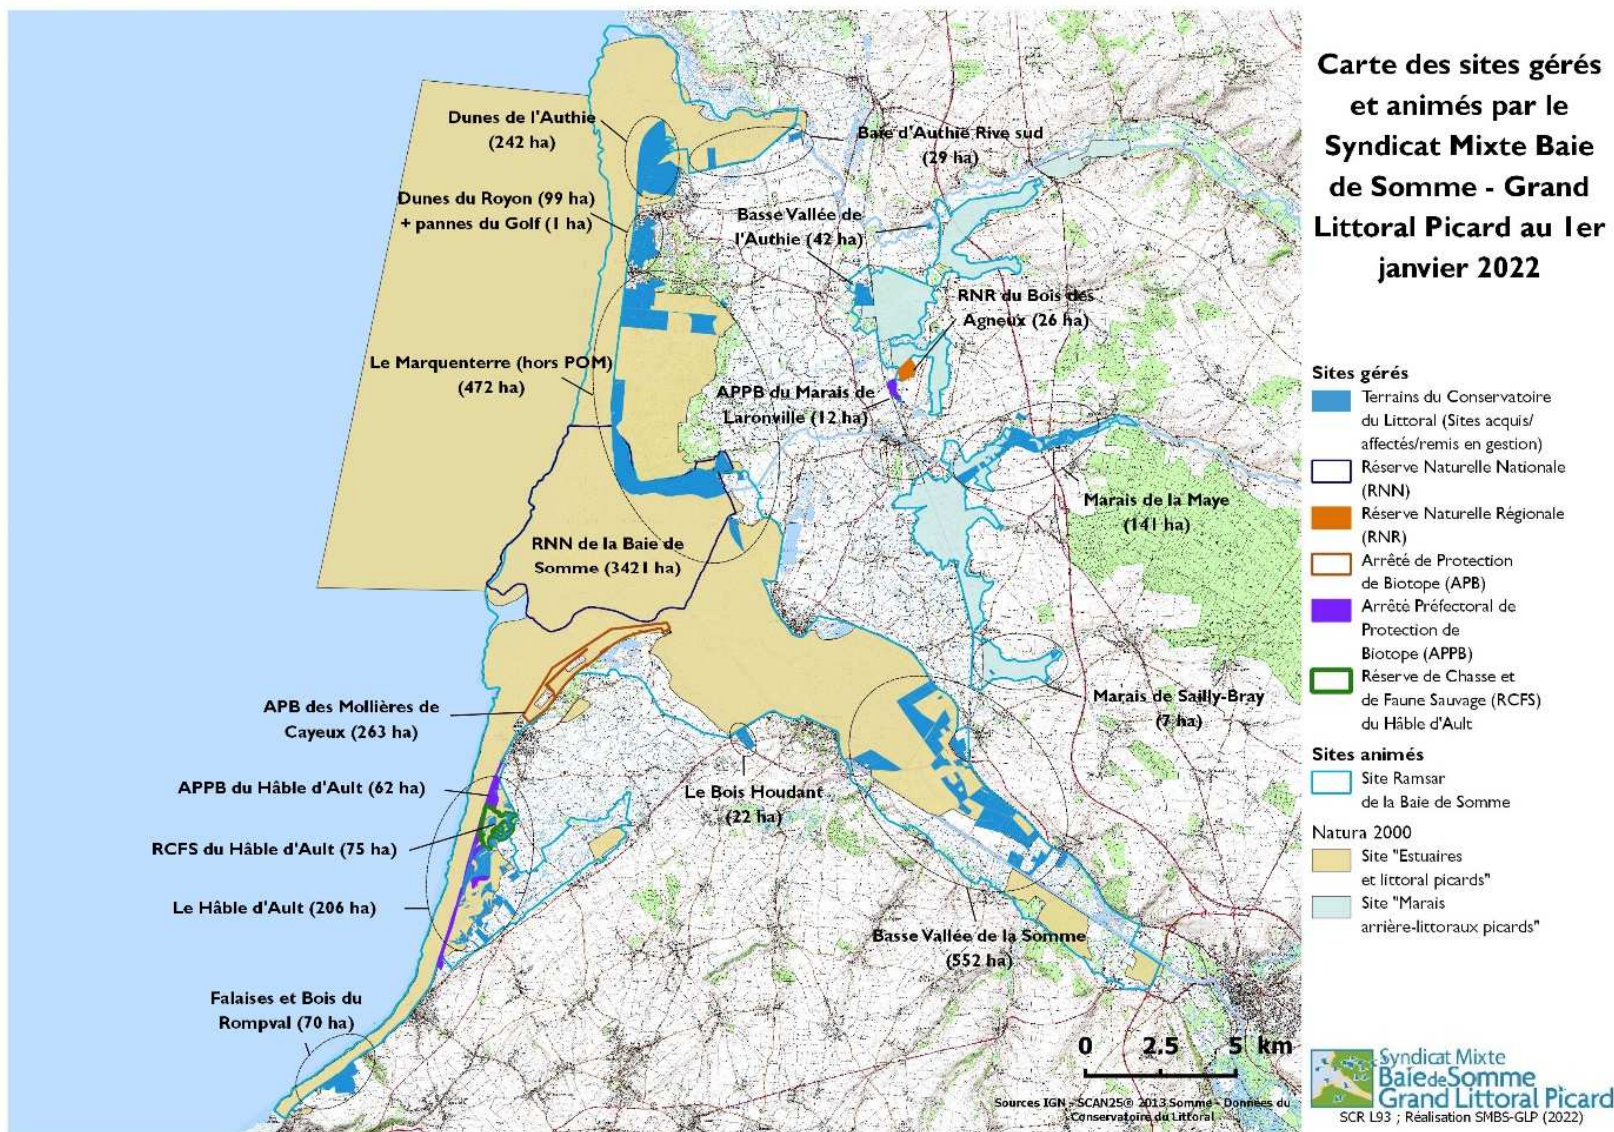 Carte des sites gérés
et animés par le
Syndicat Mixte Baie
de Somme - Grand
Littoral Picard au 1er
janvier 2022
Dunes de l'Authie
(242 ha)
Baie d'Authie Rive sud
(29 ha)
Dunes du Royon (99 ha)
+ pannes du Golf (1 ha)
Basse Vallée de
l'Authie (42 ha)
RNR du Bois des
Agneux (26 ha)
Le Marquenterre (hors POM)
(472 ha)
APPB du Marais de
Laronville (12 ha)
Marais de la Maye
(141 ha)
RNN de la Baie de
Somme (3421 ha)
Marais de Sailly-Bray
(7 ha)
APB des Mollières de
Cayeux (263 ha)
APPB du Hâble d'Ault (62 ha)
Le Bois Houdant
(22 ha)
RCFS du Hâble d'Ault (75 ha)
Le Hâble d'Ault (206 ha)
Basse Vallée de la Somme
(552 ha)
Falaises et Bois du
Rompval (70 ha)
Sites gérés
Terrains du Conservatoire
du Littoral (Sites acquis/
affectés/remis en gestion)
Réserve Naturelle Nationale
(RNN)
Réserve Naturelle Régionale
(RNR)
Arrêté de Protection
de Biotope (APB)
Arrêté Préfectoral de
Protection de
Biotope (APPB)
Réserve de Chasse et
de Faune Sauvage (RCFS)
du Hâble d'Ault
Sites animés
Site Ramsar
de la Baie de Somme
Natura 2000
Site "Estuaires
et littoral picards"
Site "Marais
arrière-littoraux picards"
0 2.5 5 km
Sources IGN - SCAN25© 2013 Somme - Données du
Conservatoire du Littoral
Syndicat Mixte
Baie de Somme
Grand Littoral Picard
SCR L93 ; Réalisation SMBS-GLP (2022)